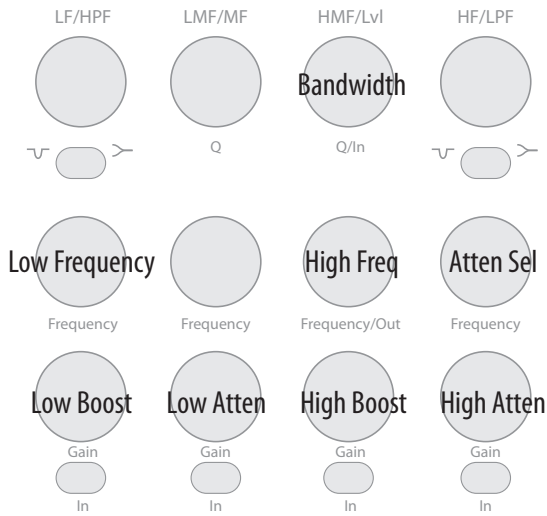 LF/HPF LMF/MF HMF/Lvl HF/LPF
Bandwidth
Q Q/In
Low Frequency High Freq Atten Sel
Frequency Frequency Frequency/Out Frequency
Low Boost Low Atten High Boost High Atten
Gain Gain Gain Gain
In In In In